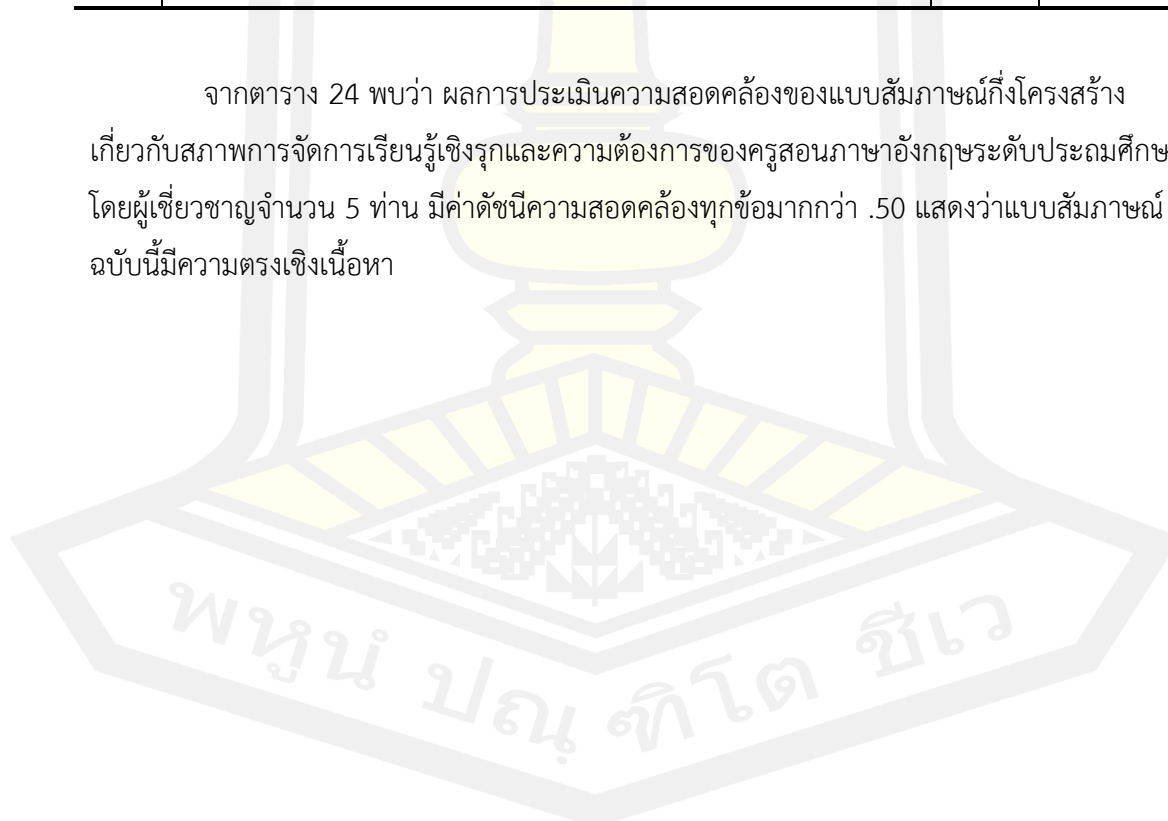 จากตาราง 24 พบว่า ผลการประเมินความสอดคล้องของแบบสัมภาษณ์กึ่งโครงสร้าง
เกี่ยวกับสภาพการจัดการเรียนรู้เชิงรุกและความต้องการของครูสอนภาษาอังกฤษระดับประถมศึกษ
โดยผู้เชี่ยวชาญจำนวน 5 ท่าน มีค่าดัชนีความสอดคล้องทุกข้อมากกว่า .50 แสดงว่าแบบสัมภาษณ์
ฉบับนี้มีความตรงเชิงเนื้อหา
พหูนํ ปณฺ ฑิโต ชีเว